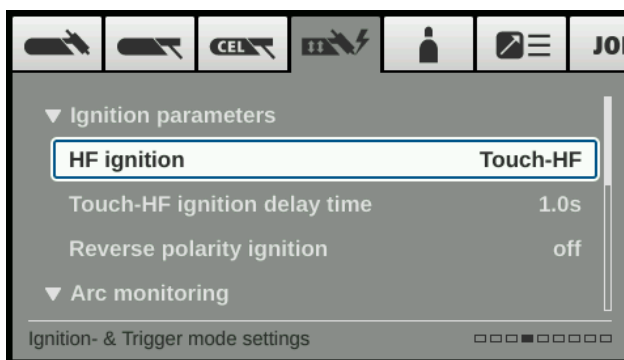 CEL
JO
Ignition parameters
HF ignition Touch-HF
Touch-HF ignition delay time 1.0s
Reverse polarity ignition off
Arc monitoring
Ignition- & Trigger mode settings